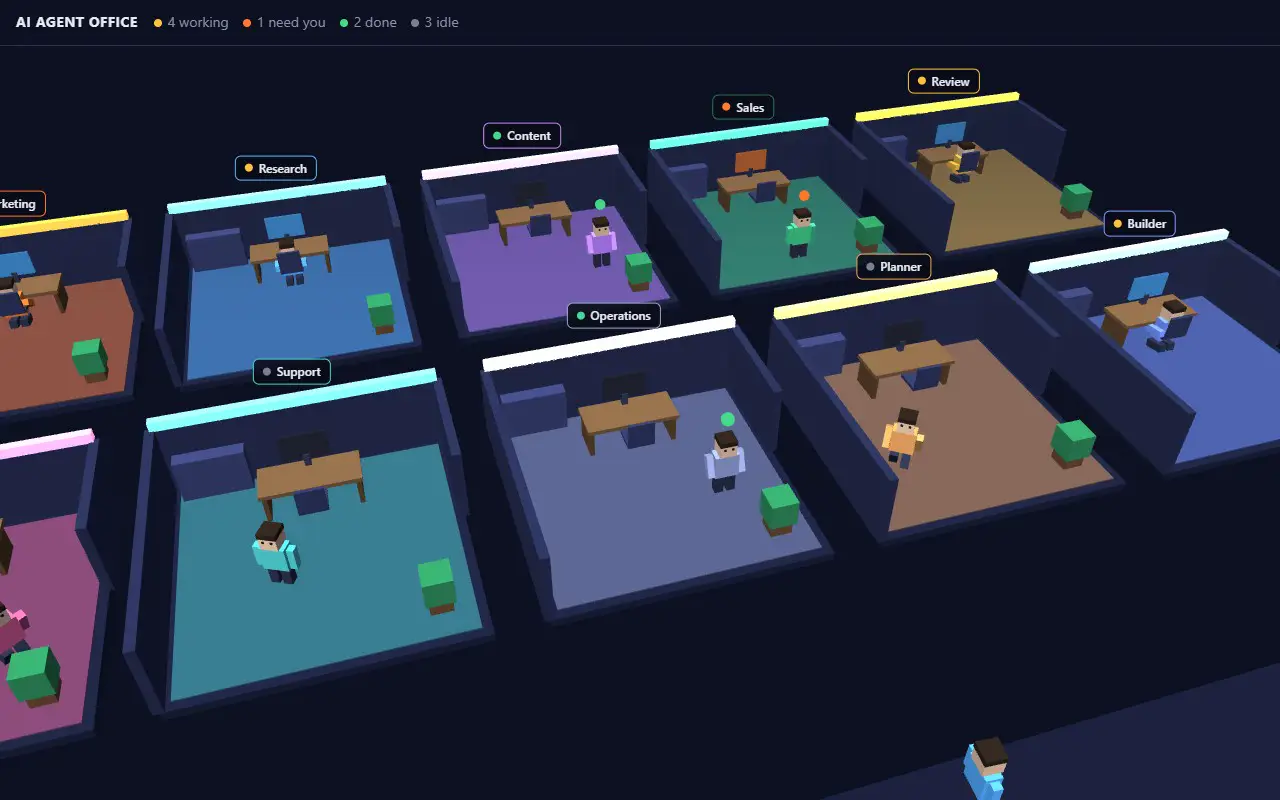 AI AGENT OFFICE
4 working
1 need you
2 done
3 idle
Review
Sales
Content
Research
rketing
Builder
Planner
Operations
Support